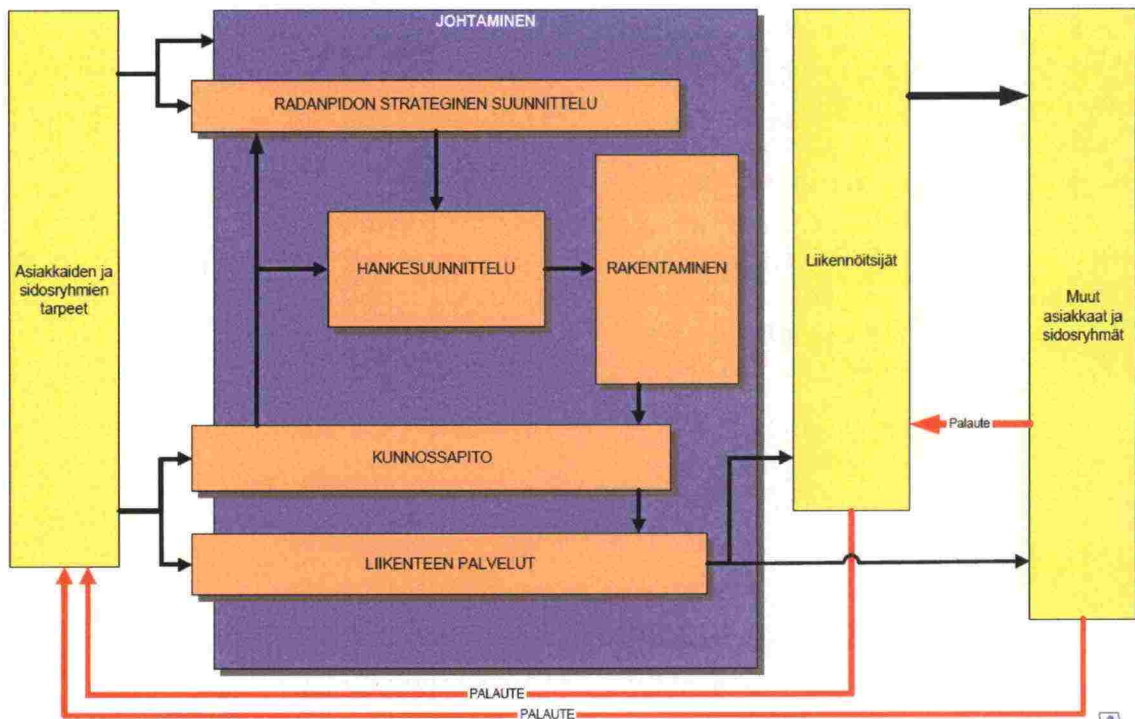 JOHTAMINEN
RADANPIDON STRATEGINEN SUUNNITTELU
HANKESUUNNITTELU
RAKENTAMINEN
KUNNOSSAPITO
LIIKENTEEN PALVELUT
Asiakkaiden ja
sidosryhmien
tarpeet
Liikennöitsijät
Muut
asiakkaat ja
sidosryhmät
Palaute
PALAUTE
PALAUTE